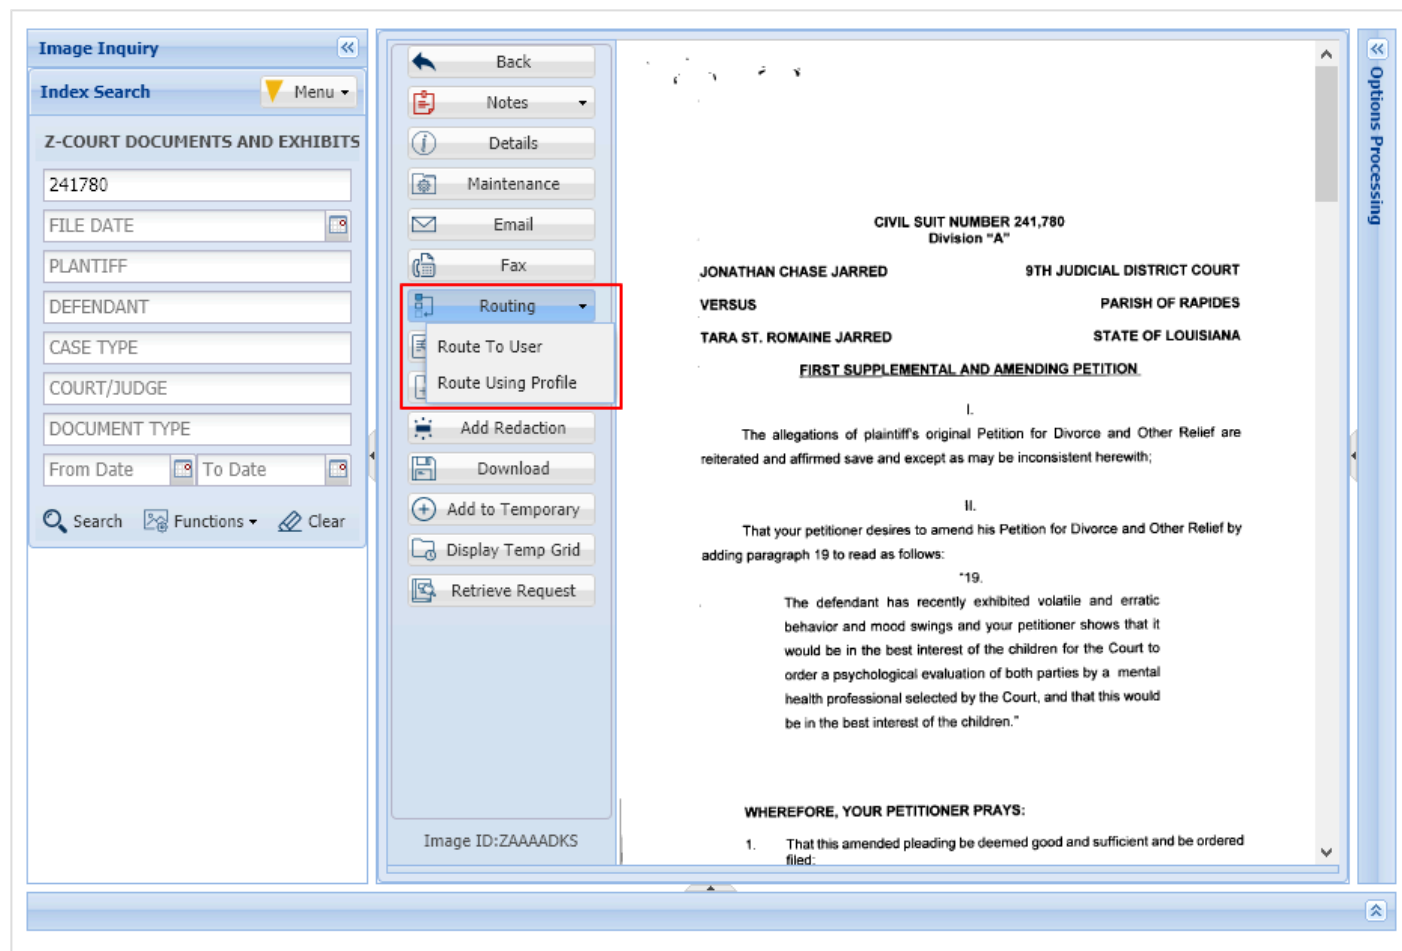 Image Inquiry
Index Search
Menu
Z-COURT DOCUMENTS AND EXHIBITS
241780
FILE DATE
PLANTIFF
DEFENDANT
CASE TYPE
COURT/JUDGE
DOCUMENT TYPE
From Date To Date
Search Functions Clear
Back
Notes
Details
Maintenance
Email
Fax
Routing
Route To User
Route Using Profile
Add Redaction
Download
Add to Temporary
Display Temp Grid
Retrieve Request
Image ID:ZAAAADKS
CIVIL SUIT NUMBER 241,780
Division "A"
JONATHAN CHASE JARRED 9TH JUDICIAL DISTRICT COURT
VERSUS PARISH OF RAPIDES
TARA ST. ROMAINE JARRED STATE OF LOUISIANA
FIRST SUPPLEMENTAL AND AMENDING PETITION
I.
The allegations of plaintiff's original Petition for Divorce and Other Relief are
reiterated and affirmed save and except as may be inconsistent herewith;
II.
That your petitioner desires to amend his Petition for Divorce and Other Relief by
adding paragraph 19 to read as follows:
"19.
The defendant has recently exhibited volatile and erratic
behavior and mood swings and your petitioner shows that it
would be in the best interest of the children for the Court to
order a psychological evaluation of both parties by a mental
health professional selected by the Court, and that this would
be in the best interest of the children."
WHEREFORE, YOUR PETITIONER PRAYS:
1. That this amended pleading be deemed good and sufficient and be ordered
filed;
Options Processing